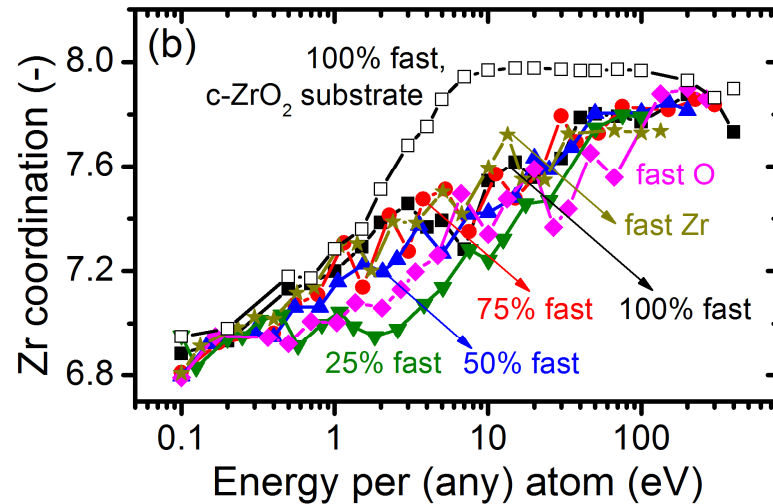 (b)
100% fast,
c-ZrO₂ substrate
8.0
7.6
7.2
6.8
Zr coordination (-)
fast O
fast Zr
75% fast
100% fast
25% fast
50% fast
0.1
1
10
100
Energy per (any) atom (eV)